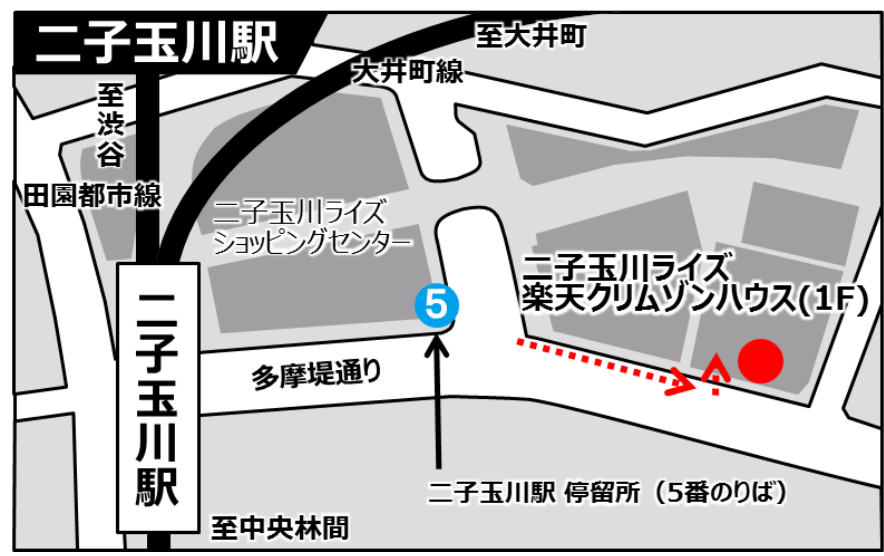 二子玉川駅
至大井町
大井町線
至渋谷
田園都市線
二子玉川ライズ
ショッピングセンター
二子玉川ライズ
楽天クリムゾンハウス(1F)
5
二子玉川駅
多摩堤通り
二子玉川駅 停留所（5番のりば）
至中央林間